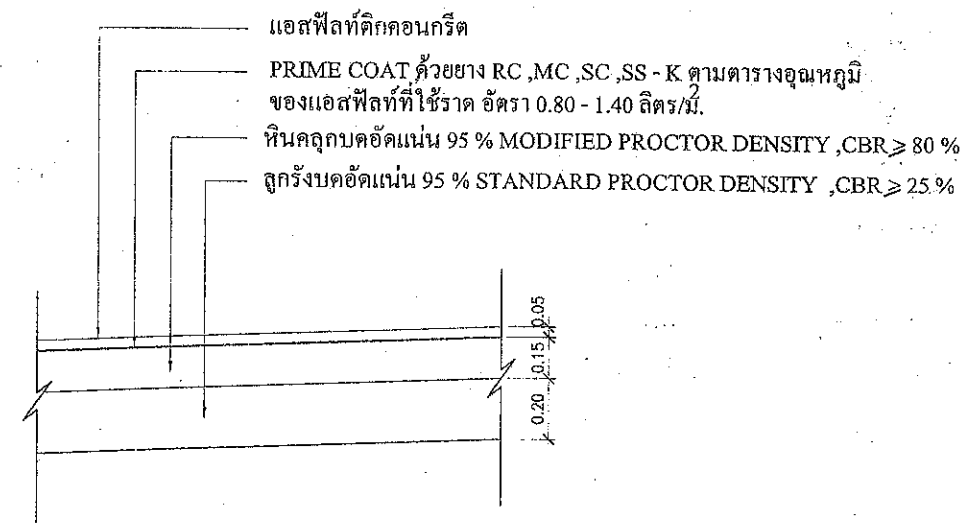 แอสฟัลท์ติกคอนกรีต
PRIME COAT ด้วยยาง RC ,MC ,SC ,SS - K ตามตารางอุณหภูมิ
ของแอสฟัลท์ที่ใช้ราด อัตรา 0.80 - 1.40 ลิตร/ม².
หินคลุกบดอัดแน่น 95 % MODIFIED PROCTOR DENSITY ,CBR ≥ 80 %
ลูกรังบดอัดแน่น 95 % STANDARD PROCTOR DENSITY ,CBR ≥ 25 %
0.05
0.15
0.20